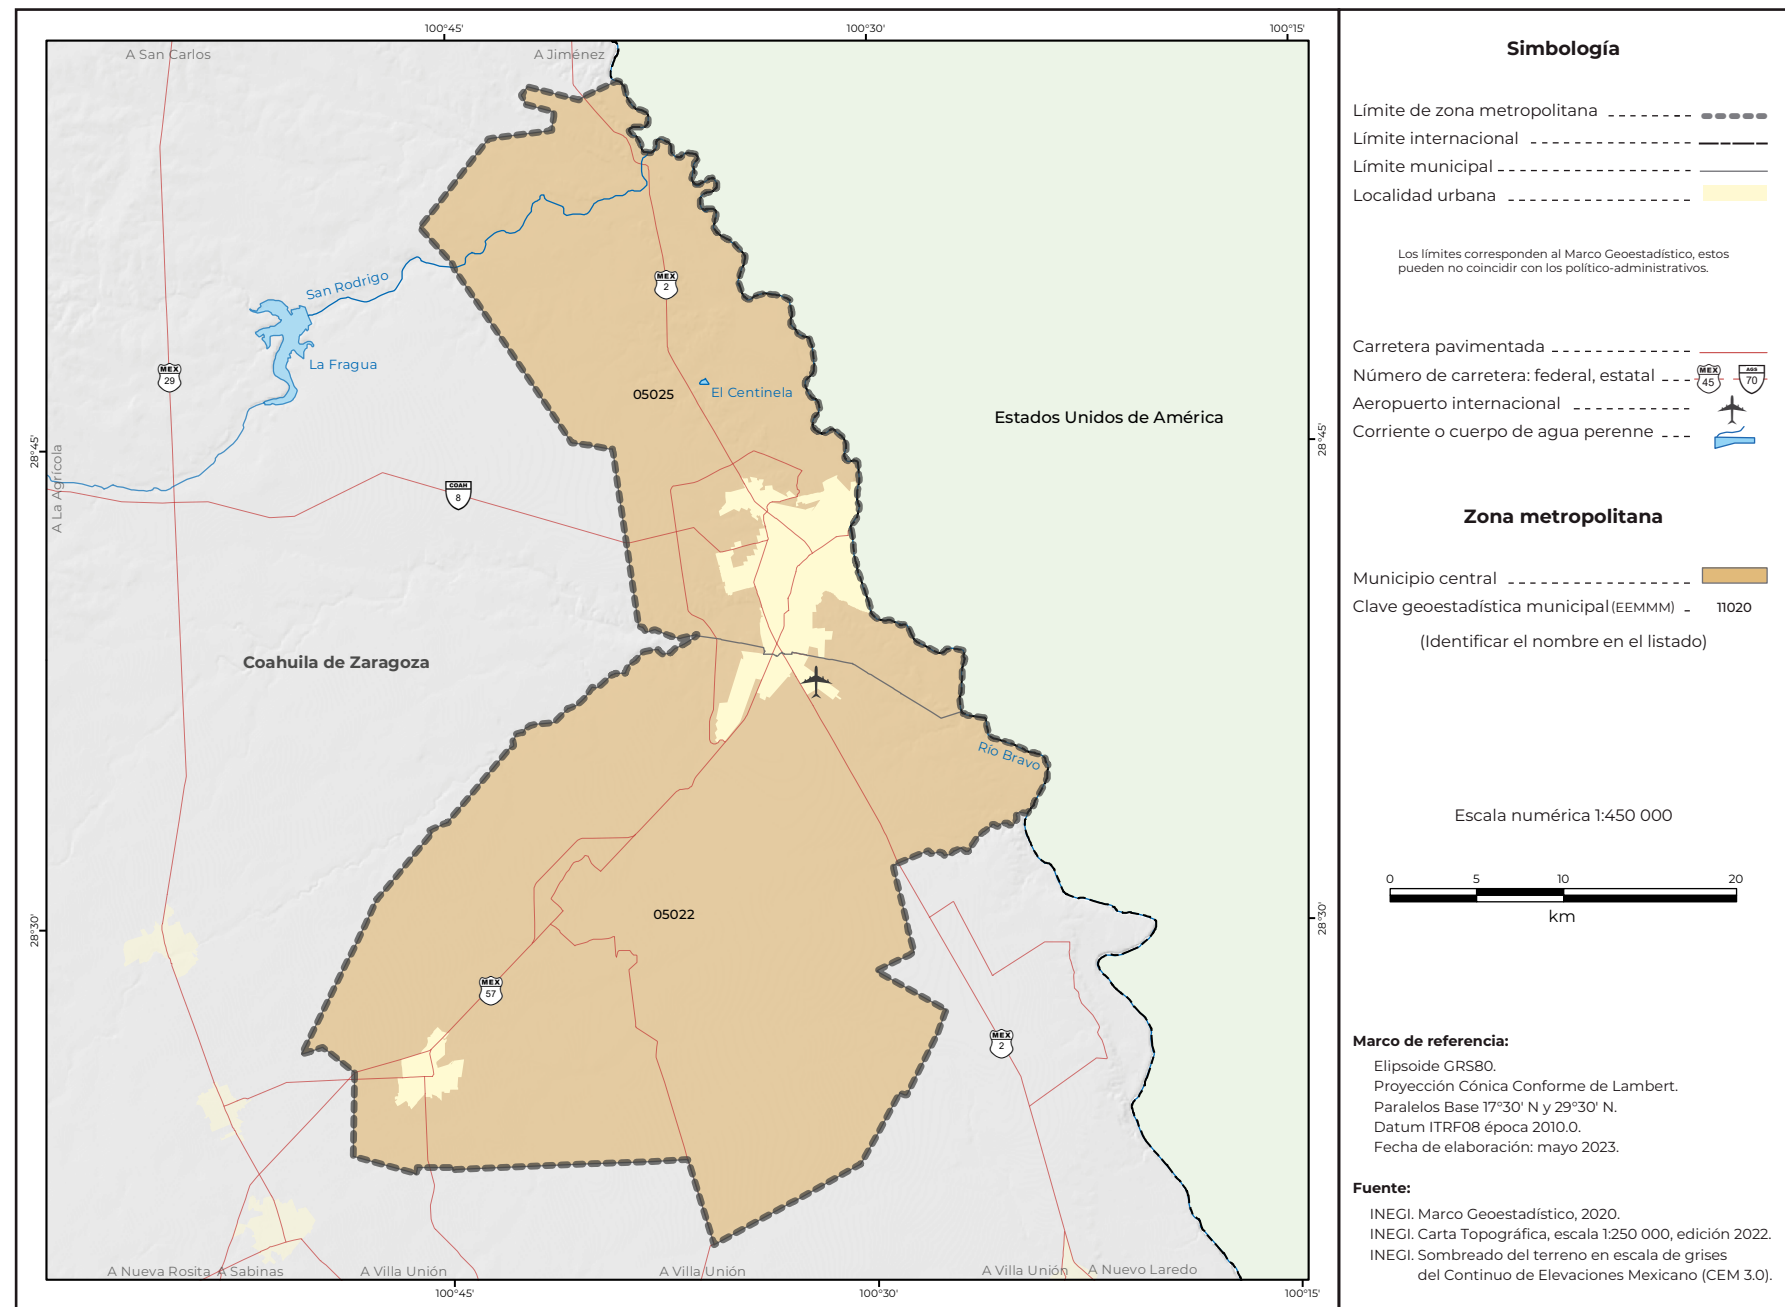 100°45'
100°30'
100°15'
A San Carlos
A Jiménez
San Rodrigo
MEX
2
La Fragua
MEX
29
05025
El Centinela
Estados Unidos de América
28°45'
28°45'
A La Agrícola
COAH
8
Coahuila de Zaragoza
Río Bravo
05022
28°30'
28°30'
MEX
57
MEX
2
A Nueva Rosita
A Sabinas
A Villa Unión
A Villa Unión
A Villa Unión
A Nuevo Laredo
100°45'
100°30'
100°15'
Simbología
Límite de zona metropolitana
Límite internacional
Límite municipal
Localidad urbana
Los límites corresponden al Marco Geoestadístico, estos
pueden no coincidir con los político-administrativos.
Carretera pavimentada
Número de carretera: federal, estatal
MEX
45
AGS
70
Aeropuerto internacional
Corriente o cuerpo de agua perenne
Zona metropolitana
Municipio central
Clave geoestadística municipal (EEMMM) 11020
(Identificar el nombre en el listado)
Escala numérica 1:450 000
0 5 10 20
km
Marco de referencia:
Elipsoide GRS80.
Proyección Cónica Conforme de Lambert.
Paralelos Base 17°30' N y 29°30' N.
Datum ITRF08 época 2010.0.
Fecha de elaboración: mayo 2023.
Fuente:
INEGI. Marco Geoestadístico, 2020.
INEGI. Carta Topográfica, escala 1:250 000, edición 2022.
INEGI. Sombreado del terreno en escala de grises
del Continuo de Elevaciones Mexicano (CEM 3.0).